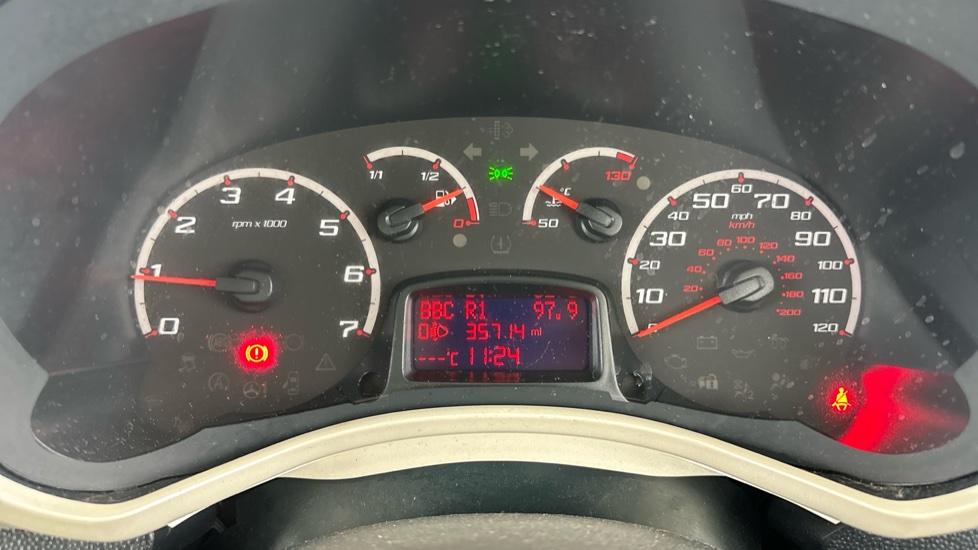 1/1 1/2 0
50 °C 130
0 1 2 3 4 5 6 7
rpm x 1000
10 20 30 40 50 60 70 80 90 100 110 120
mph
km/h
20 40 60 80 100 120 140 160 180 200
BBC R1 97.9
0 35714 mi
---°C 11:24